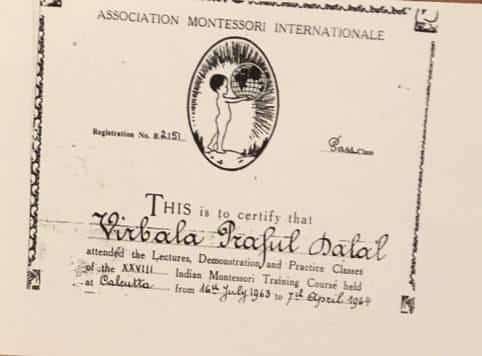 ASSOCIATION MONTESSORI INTERNATIONALE
Registration No. B.2151
Pass Class
THIS is to certify that
Virbala Praful Dalal
attended the Lectures, Demonstration and Practice Classes
of the XXVIII Indian Montessori Training Course held
at Calcutta from 16th July 1963 to 7th April 1964